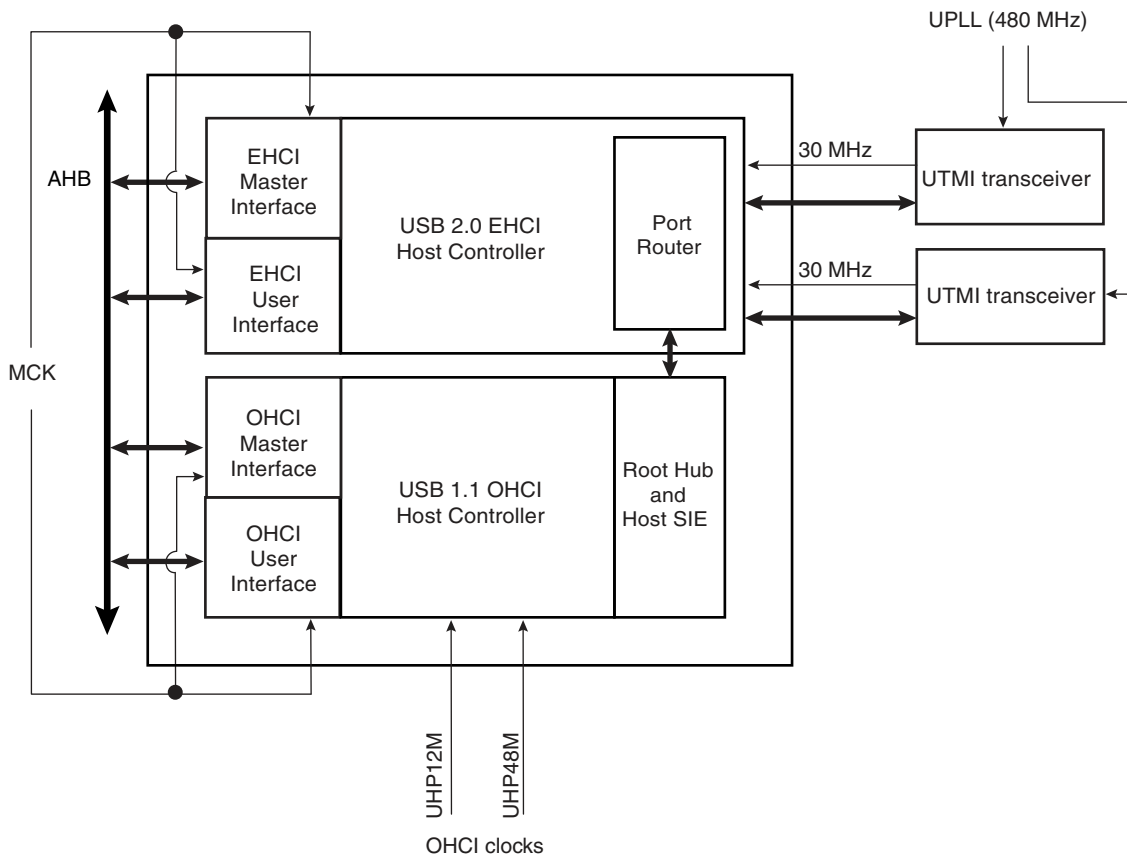 UPLL (480 MHz)
EHCI
Master
Interface
AHB
USB 2.0 EHCI
Host Controller
Port
Router
30 MHz
UTMI transceiver
EHCI
User
Interface
30 MHz
UTMI transceiver
MCK
OHCI
Master
Interface
USB 1.1 OHCI
Host Controller
Root Hub
and
Host SIE
OHCI
User
Interface
UHP12M
UHP48M
OHCI clocks